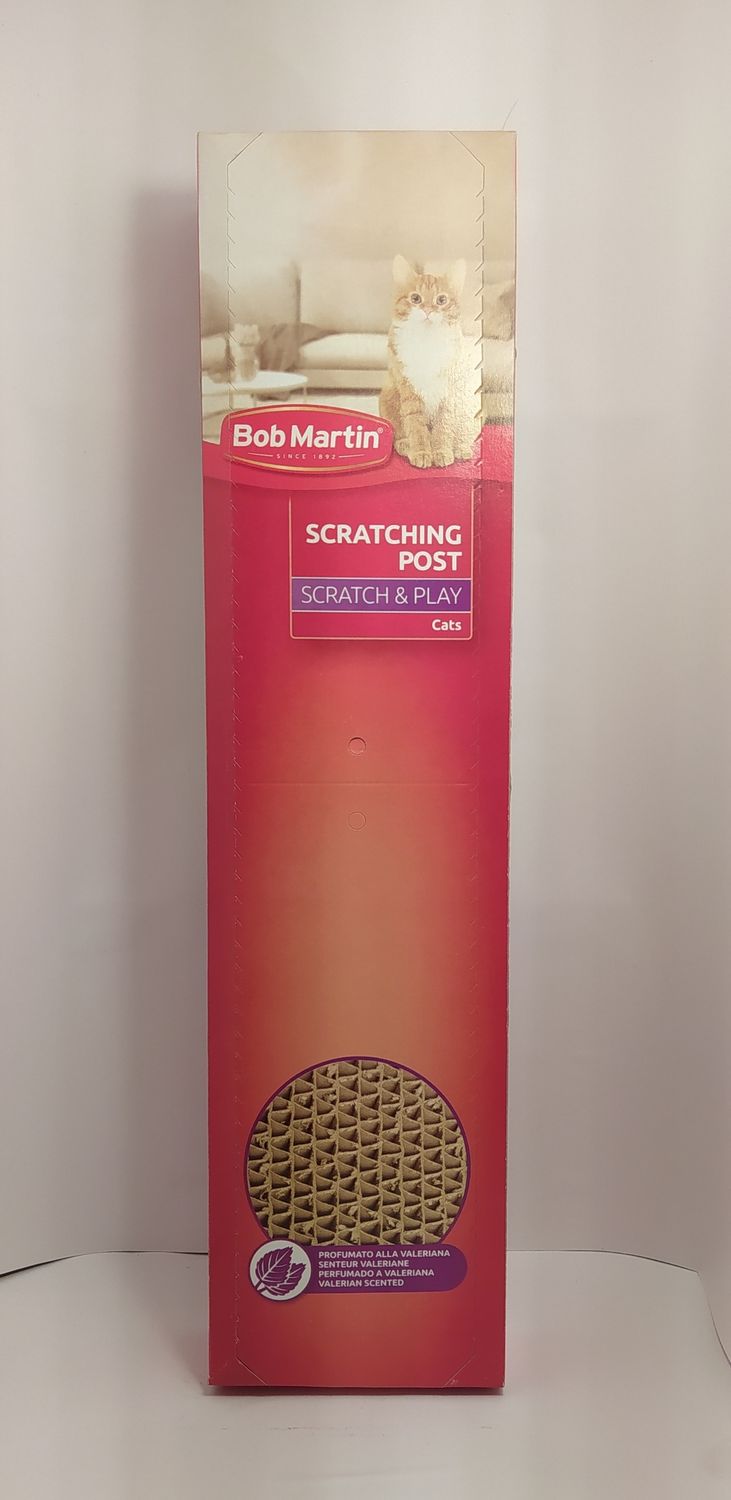 Bob Martin®
SINCE 1892
SCRATCHING
POST
SCRATCH & PLAY
Cats
PROFUMATO ALLA VALERIANA
SENTEUR VALERIANE
PERFUMADO A VALERIANA
VALERIAN SCENTED